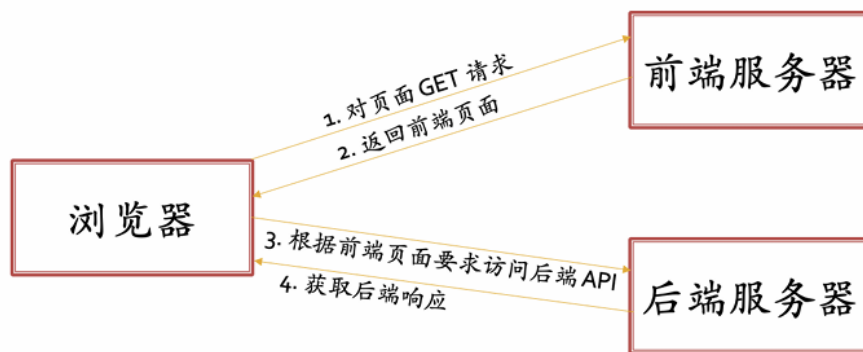 前端服务器
1. 对页面 GET 请求
2. 返回前端页面
浏览器
3. 根据前端页面要求访问后端 API
4. 获取后端响应
后端服务器